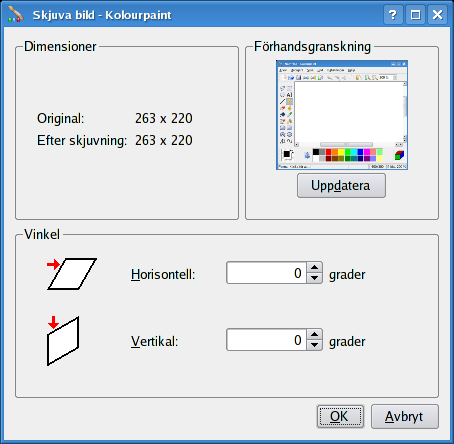 Skjuva bild - Kolourpaint
Dimensioner
Original: 263 x 220
Efter skjuvning: 263 x 220
Förhandsgranskning
Uppdatera
Vinkel
Horisontell: 0 grader
Vertikal: 0 grader
OK Avbryt